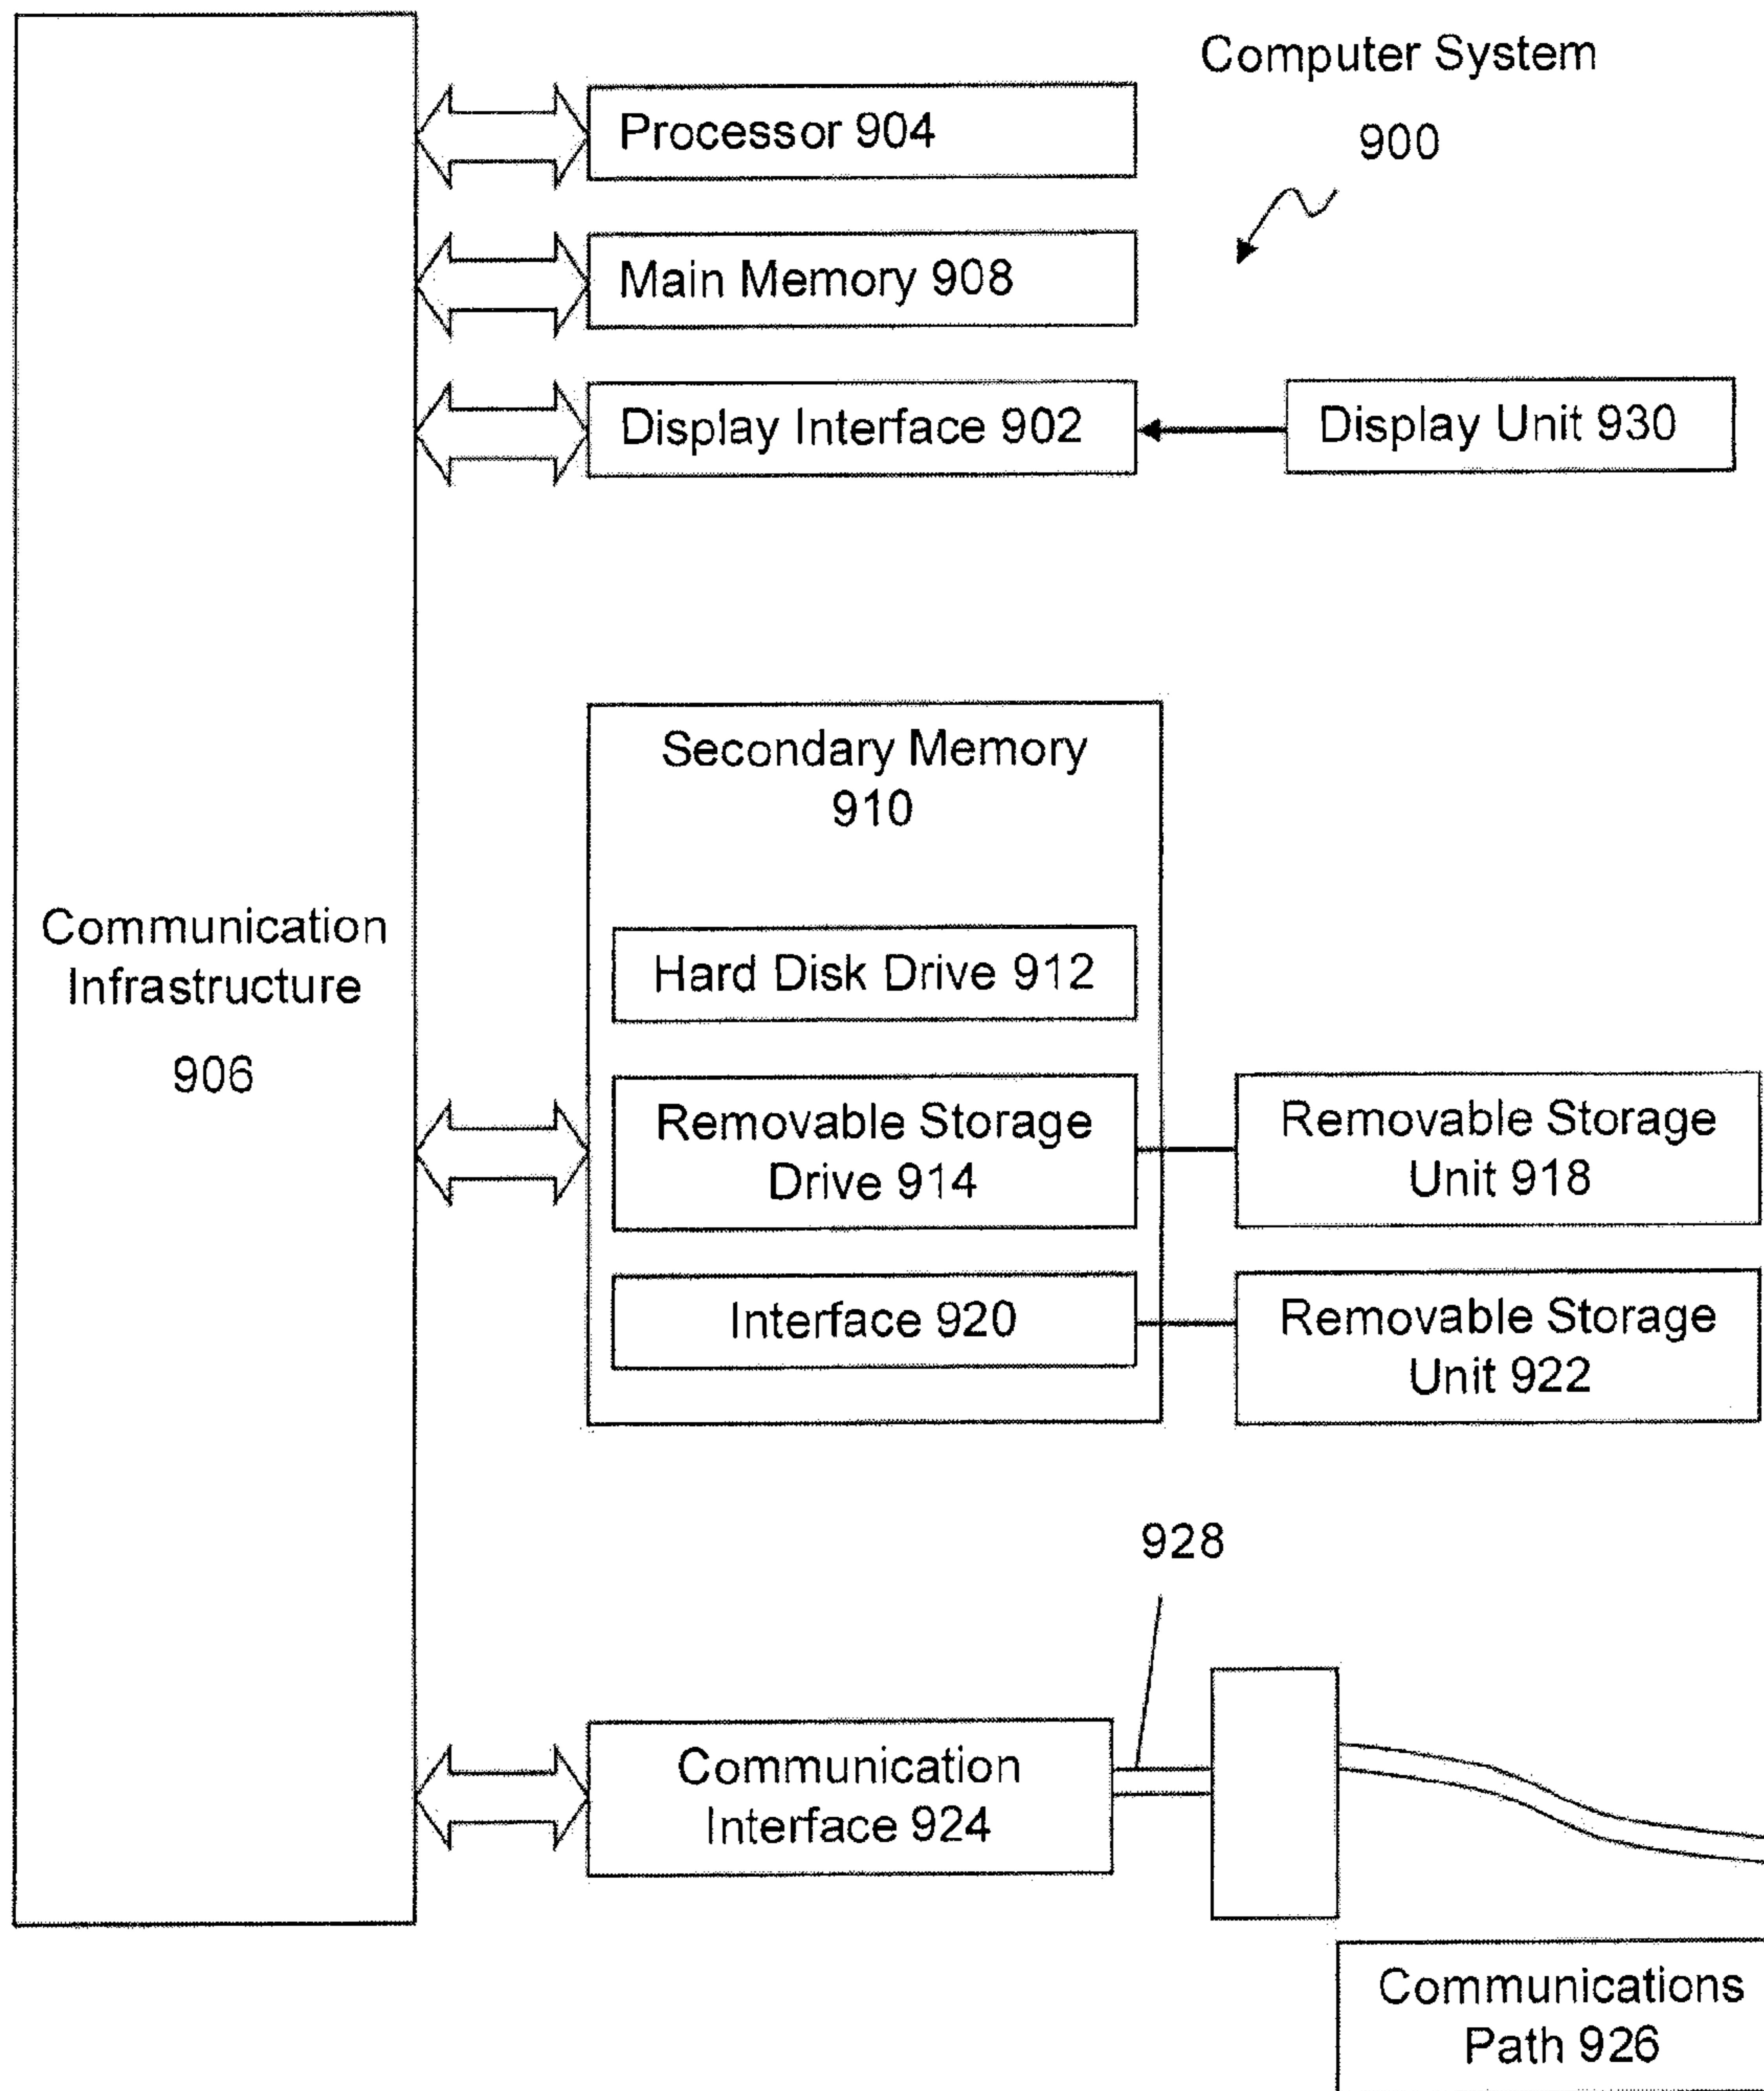 Computer System
900
Processor 904
Main Memory 908
Display Interface 902
Display Unit 930
Secondary Memory
910
Communication
Infrastructure
906
Hard Disk Drive 912
Removable Storage
Drive 914
Removable Storage
Unit 918
Interface 920
Removable Storage
Unit 922
928
Communication
Interface 924
Communications
Path 926